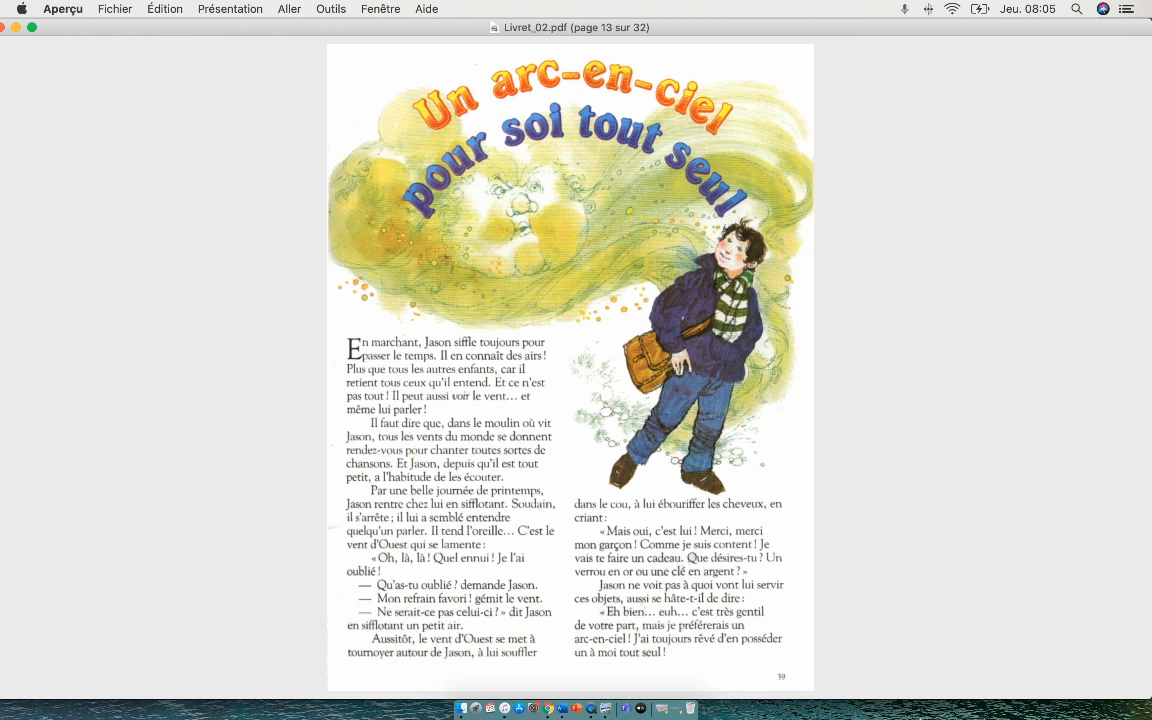 Aperçu Fichier Édition Présentation Aller Outils Fenêtre Aide Jeu. 08:05
Livret_02.pdf (page 13 sur 32)
Un arc-en-ciel
pour soi tout seul
En marchant, Jason siffle toujours pour
passer le temps. Il en connaît des airs !
Plus que tous les autres enfants, car il
retient tous ceux qu'il entend. Et ce n'est
pas tout ! Il peut aussi voir le vent... et
même lui parler !
Il faut dire que, dans le moulin où vit
Jason, tous les vents du monde se donnent
rendez-vous pour chanter toutes sortes de
chansons. Et Jason, depuis qu'il est tout
petit, a l'habitude de les écouter.
Par une belle journée de printemps,
Jason rentre chez lui en sifflotant. Soudain,
il s'arrête ; il lui a semblé entendre
quelqu'un parler. Il tend l'oreille... C'est le
vent d'Ouest qui se lamente :
« Oh, là, là ! Quel ennui ! Je l'ai
oublié !
— Qu'as-tu oublié ? demande Jason.
— Mon refrain favori ! gémit le vent.
— Ne serait-ce pas celui-ci ? » dit Jason
en sifflotant un petit air.
Aussitôt, le vent d'Ouest se met à
tournoyer autour de Jason, à lui souffler
dans le cou, à lui ébouriffer les cheveux, en
criant :
« Mais oui, c'est lui ! Merci, merci
mon garçon ! Comme je suis content ! Je
vais te faire un cadeau. Que désires-tu ? Un
verrou en or ou une clé en argent ? »
Jason ne voit pas à quoi vont lui servir
ces objets, aussi se hâte-t-il de dire :
« Eh bien... euh... c'est très gentil
de votre part, mais je préférerais un
arc-en-ciel ! J'ai toujours rêvé d'en posséder
un à moi tout seul !
39